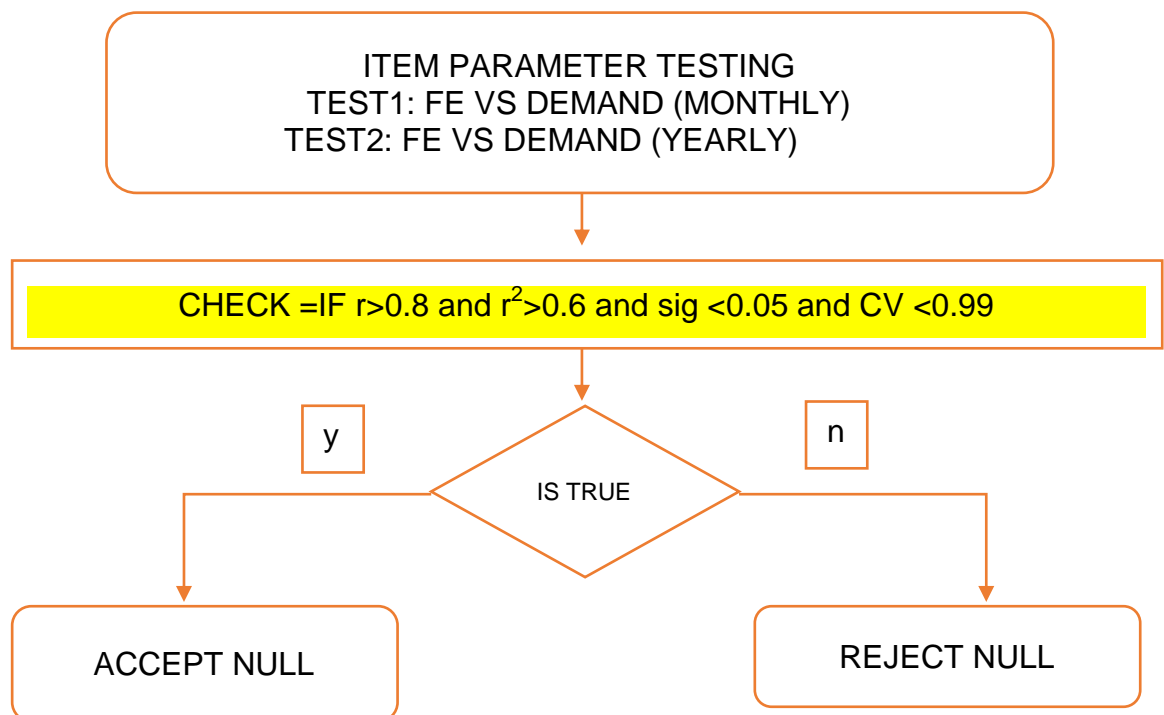 ITEM PARAMETER TESTING
TEST1: FE VS DEMAND (MONTHLY)
TEST2: FE VS DEMAND (YEARLY)
CHECK =IF r>0.8 and r²>0.6 and sig <0.05 and CV <0.99
y
n
IS TRUE
ACCEPT NULL
REJECT NULL